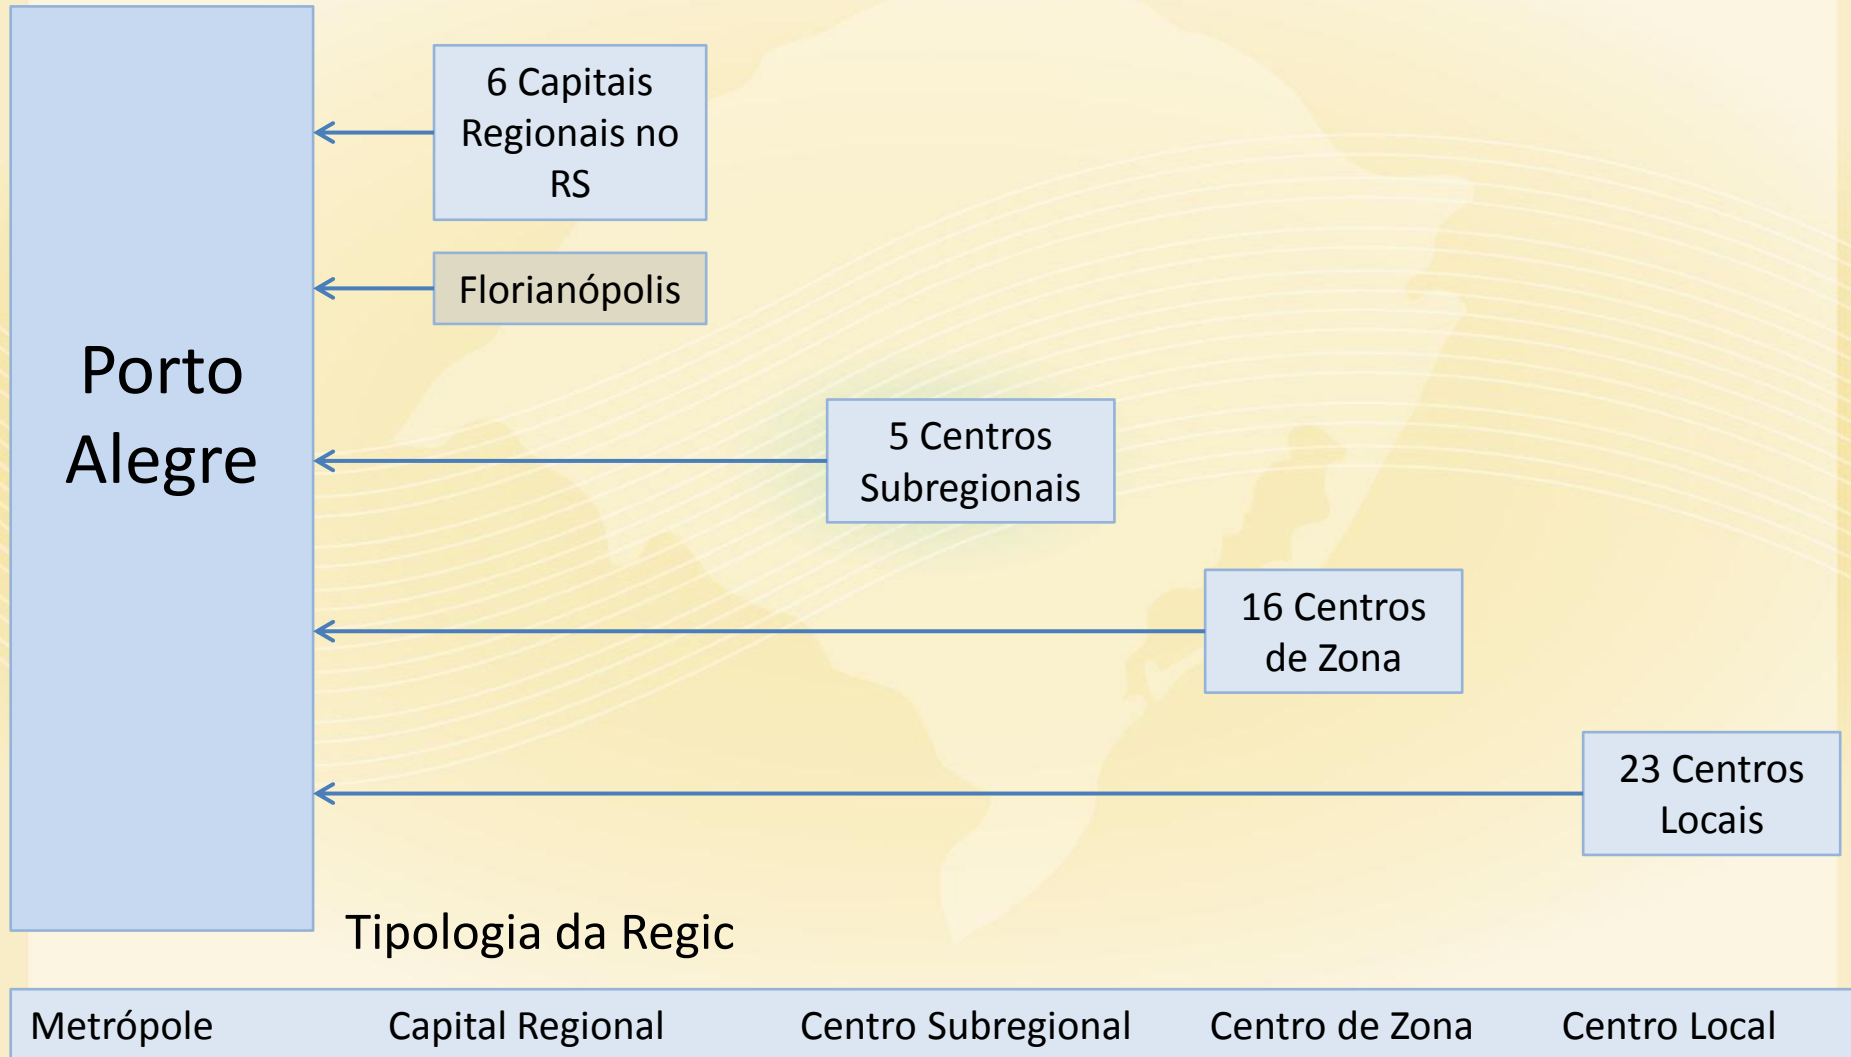 6 Capitais
Regionais no
RS
Florianópolis
Porto
Alegre
5 Centros
Subregionais
16 Centros
de Zona
23 Centros
Locais
Tipologia da Regic
Metrópole Capital Regional Centro Subregional Centro de Zona Centro Local